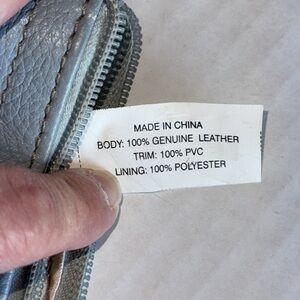 MADE IN CHINA
BODY: 100% GENUINE LEATHER
TRIM: 100% PVC
LINING: 100% POLYESTER